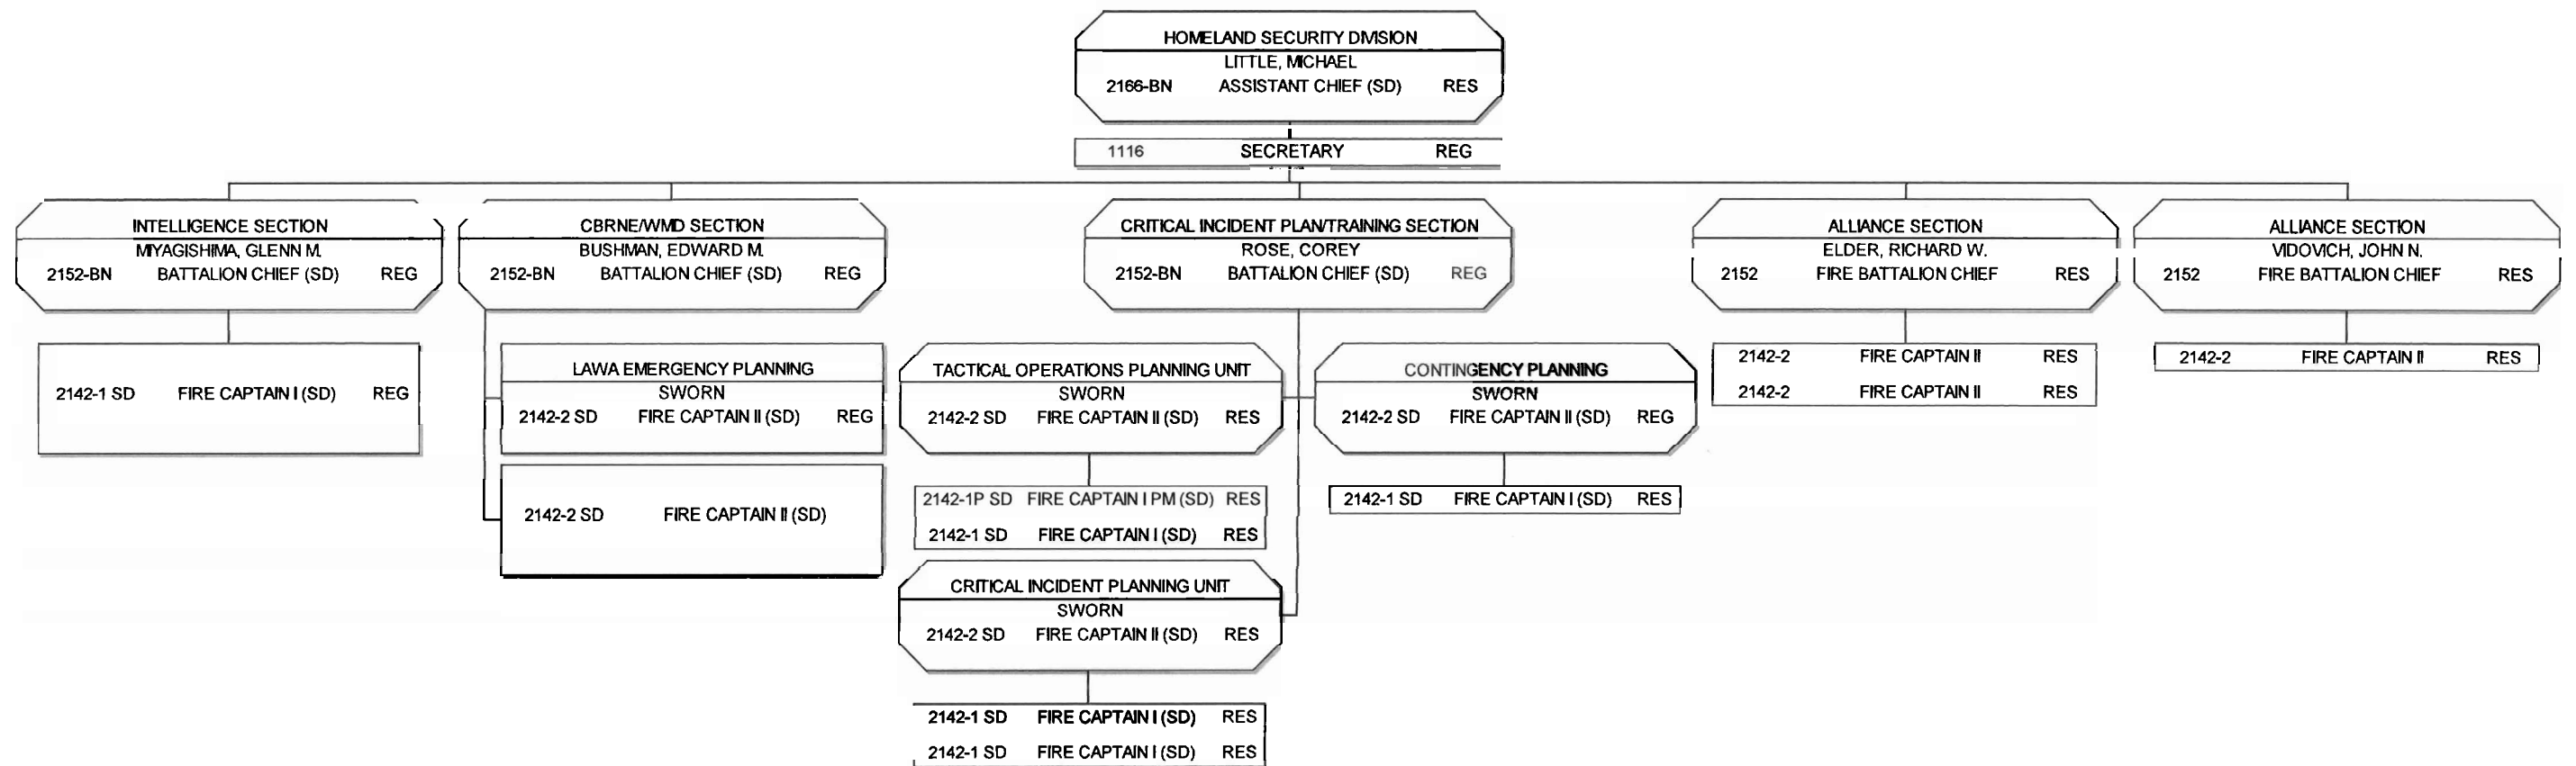 HOMELAND SECURITY DIVISION
LITTLE, MICHAEL
2166-BN ASSISTANT CHIEF (SD) RES
1116 SECRETARY REG
INTELLIGENCE SECTION
MIYAGISHIMA, GLENN M.
2152-BN BATTALION CHIEF (SD) REG
2142-1 SD FIRE CAPTAIN I (SD) REG
CBRNE/WMD SECTION
BUSHMAN, EDWARD M.
2152-BN BATTALION CHIEF (SD) REG
LAWA EMERGENCY PLANNING
SWORN
2142-2 SD FIRE CAPTAIN II (SD) REG
2142-2 SD FIRE CAPTAIN II (SD)
CRITICAL INCIDENT PLAN/TRAINING SECTION
ROSE, COREY
2152-BN BATTALION CHIEF (SD) REG
TACTICAL OPERATIONS PLANNING UNIT
SWORN
2142-2 SD FIRE CAPTAIN II (SD) RES
2142-1P SD FIRE CAPTAIN I PM (SD) RES
2142-1 SD FIRE CAPTAIN I (SD) RES
CONTINGENCY PLANNING
SWORN
2142-2 SD FIRE CAPTAIN II (SD) REG
2142-1 SD FIRE CAPTAIN I (SD) RES
CRITICAL INCIDENT PLANNING UNIT
SWORN
2142-2 SD FIRE CAPTAIN II (SD) RES
2142-1 SD FIRE CAPTAIN I (SD) RES
2142-1 SD FIRE CAPTAIN I (SD) RES
ALLIANCE SECTION
ELDER, RICHARD W.
2152 FIRE BATTALION CHIEF RES
2142-2 FIRE CAPTAIN II RES
2142-2 FIRE CAPTAIN II RES
ALLIANCE SECTION
VIDOVICH, JOHN N.
2152 FIRE BATTALION CHIEF RES
2142-2 FIRE CAPTAIN II RES